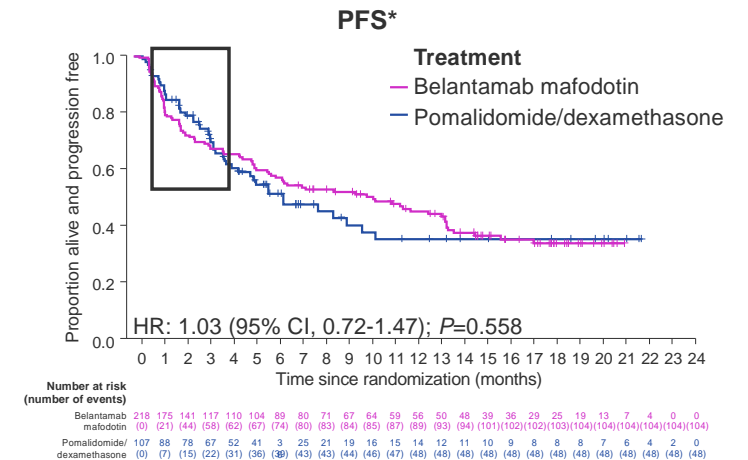 PFS*
Treatment
Belantamab mafodotin
Pomalidomide/dexamethasone
Proportion alive and progression free
1.0
0.8
0.6
0.4
0.2
0.0
HR: 1.03 (95% CI, 0.72-1.47); P=0.558
0 1 2 3 4 5 6 7 8 9 10 11 12 13 14 15 16 17 18 19 20 21 22 23 24
Time since randomization (months)
Number at risk
(number of events)
Belantamab 218 175 141 117 110 104 89 80 71 67 64 59 56 50 48 39 36 29 25 19 13 7 4 0 0
mafodotin (0) (21) (44) (58) (62) (67) (74) (80) (83) (84) (85) (87) (89) (93) (94) (101) (102) (103) (104) (104) (104) (104) (104) (104) (104)
Pomalidomide/ 107 88 78 67 52 41 3 25 21 19 16 15 14 12 11 10 9 8 8 8 7 6 4 2 0
dexamethasone (0) (7) (15) (22) (31) (36) (43) (43) (44) (46) (47) (48) (48) (48) (48) (48) (48) (48) (48) (48) (48) (48) (48) (48)